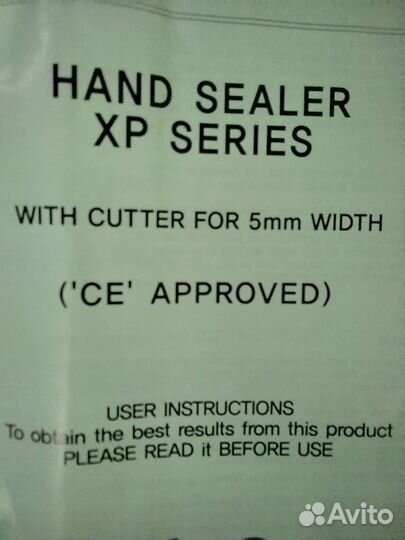 HAND SEALER
XP SERIES
WITH CUTTER FOR 5mm WIDTH
('CE' APPROVED)
USER INSTRUCTIONS
To obtain the best results from this product
PLEASE READ it BEFORE USE
Avito